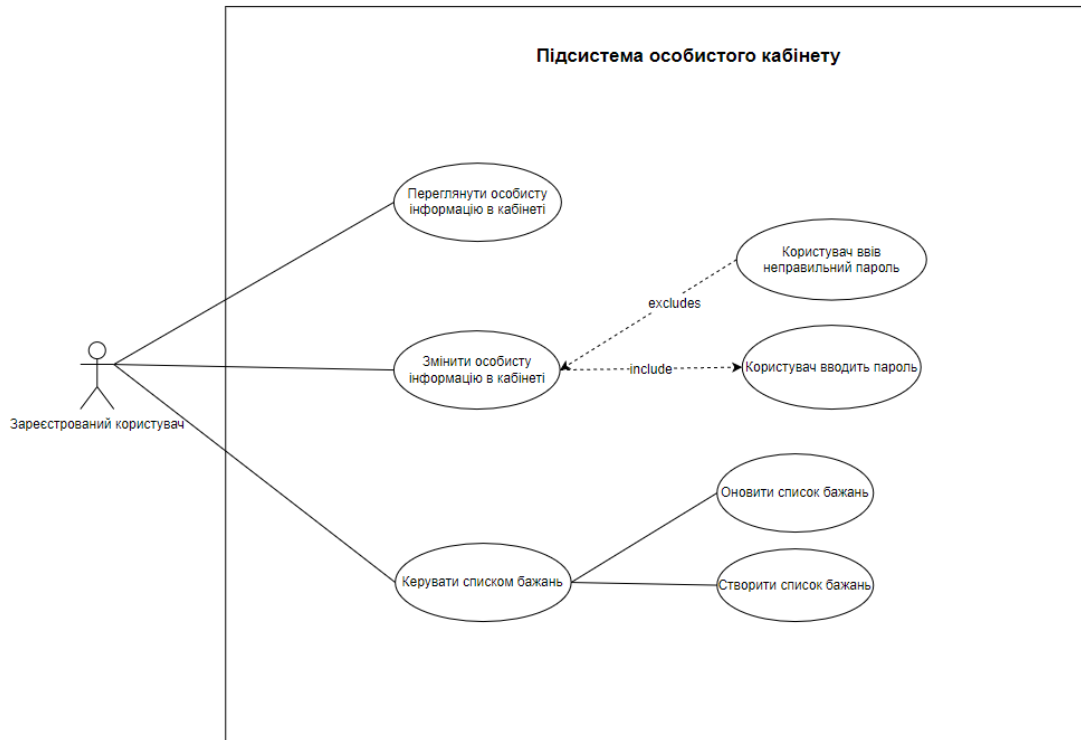 Підсистема особистого кабінету
Переглянути особисту
інформацію в кабінеті
Користувач ввів
неправильний пароль
excludes
Змінити особисту
інформацію в кабінеті
include
Користувач вводить пароль
Зареєстрований користувач
Оновити список бажань
Керувати списком бажань
Створити список бажань